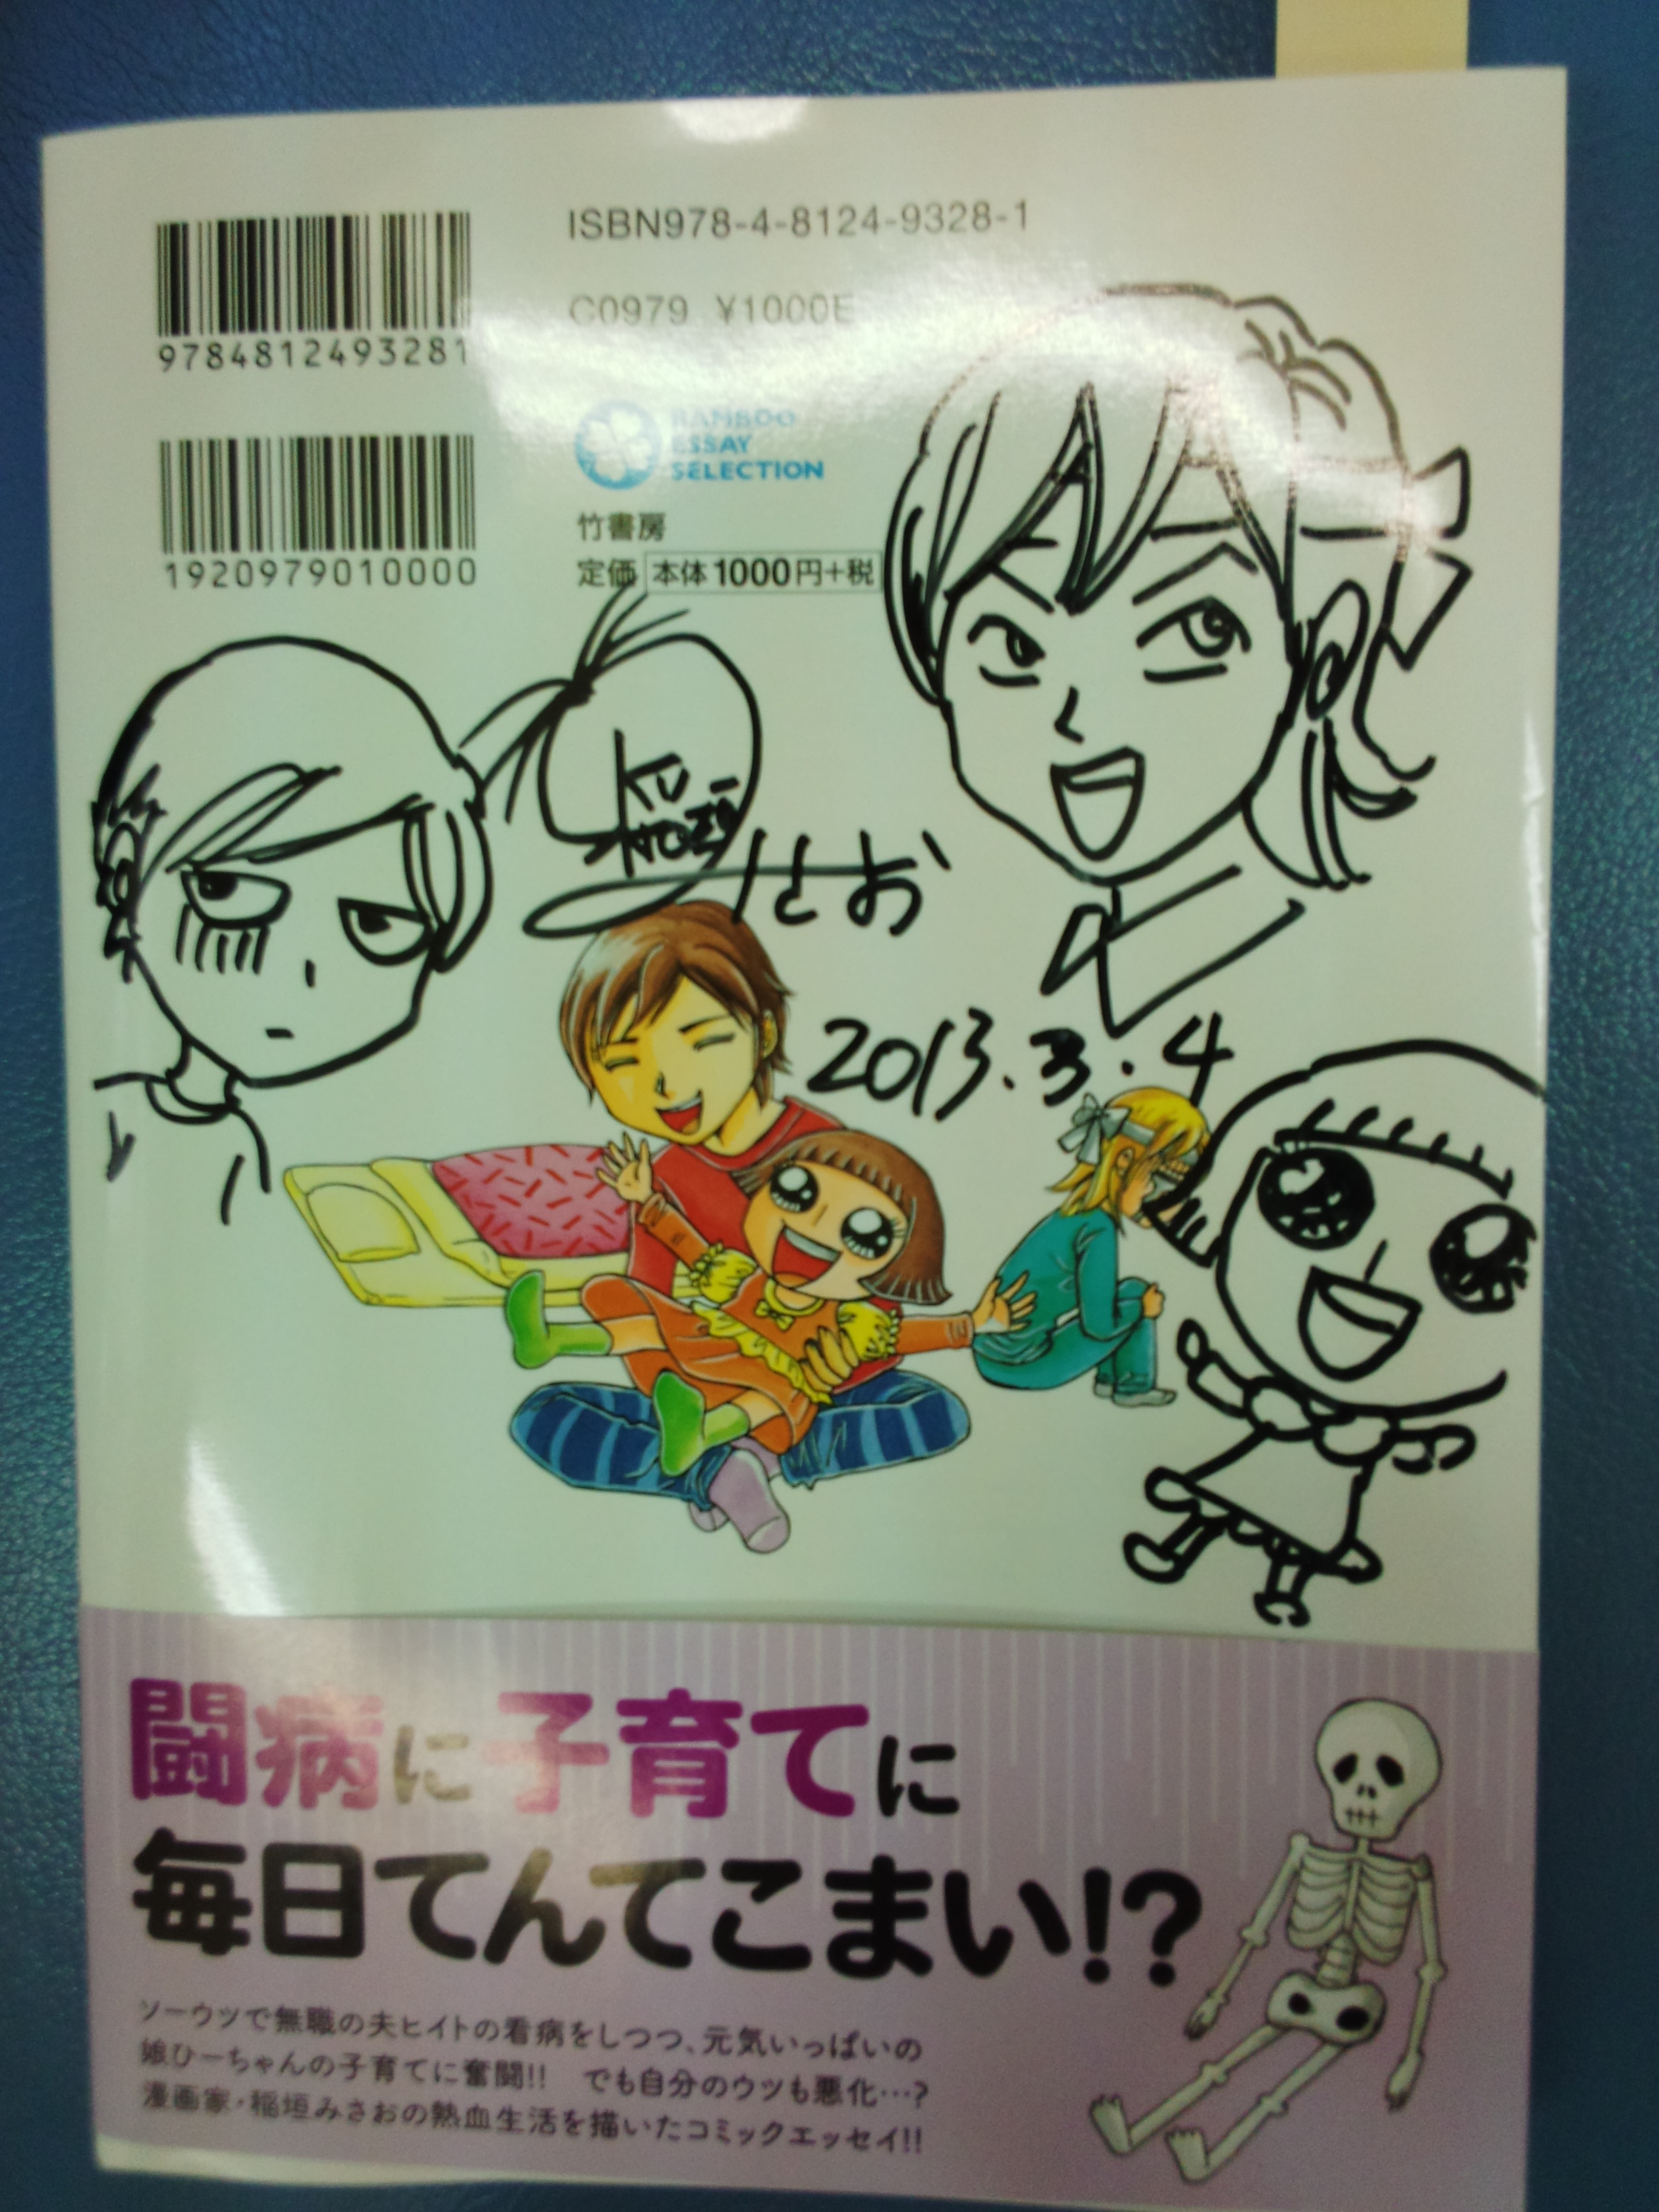 ISBN978-4-8124-9328-1
C0979 ¥1000E
9784812493281
1920979010000
BAMBOO
ESSAY
SELECTION
竹書房
定価 本体1000円+税
2013.3.4
闘病に子育てに
毎日てんてこまい!?
ソーウツで無職の夫ヒイトの看病をしつつ、元気いっぱいの
娘ひーちゃんの子育てに奮闘!! でも自分のウツも悪化…?
漫画家・稲垣みさおの熱血生活を描いたコミックエッセイ!!